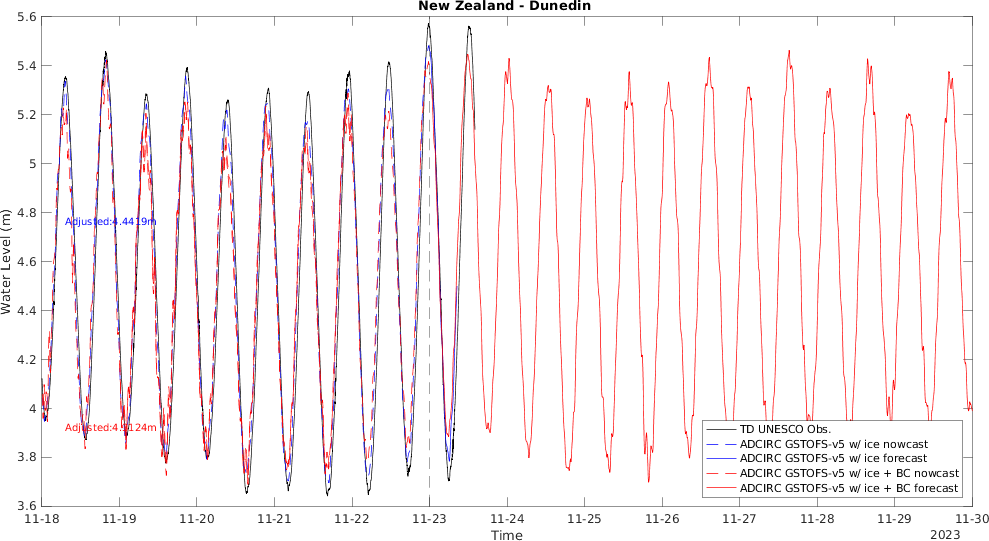 New Zealand - Dunedin
5.6
5.4
5.2
5
4.8
4.6
4.4
4.2
4
3.8
3.6
Water Level (m)
Adjusted:4.4419m
TD UNESCO Obs.
ADCIRC GSTOFS-v5 w/ ice nowcast
ADCIRC GSTOFS-v5 w/ ice forecast
ADCIRC GSTOFS-v5 w/ ice + BC nowcast
ADCIRC GSTOFS-v5 w/ ice + BC forecast
11-18 11-19 11-20 11-21 11-22 11-23 11-24 11-25 11-26 11-27 11-28 11-29 11-30
Time
2023